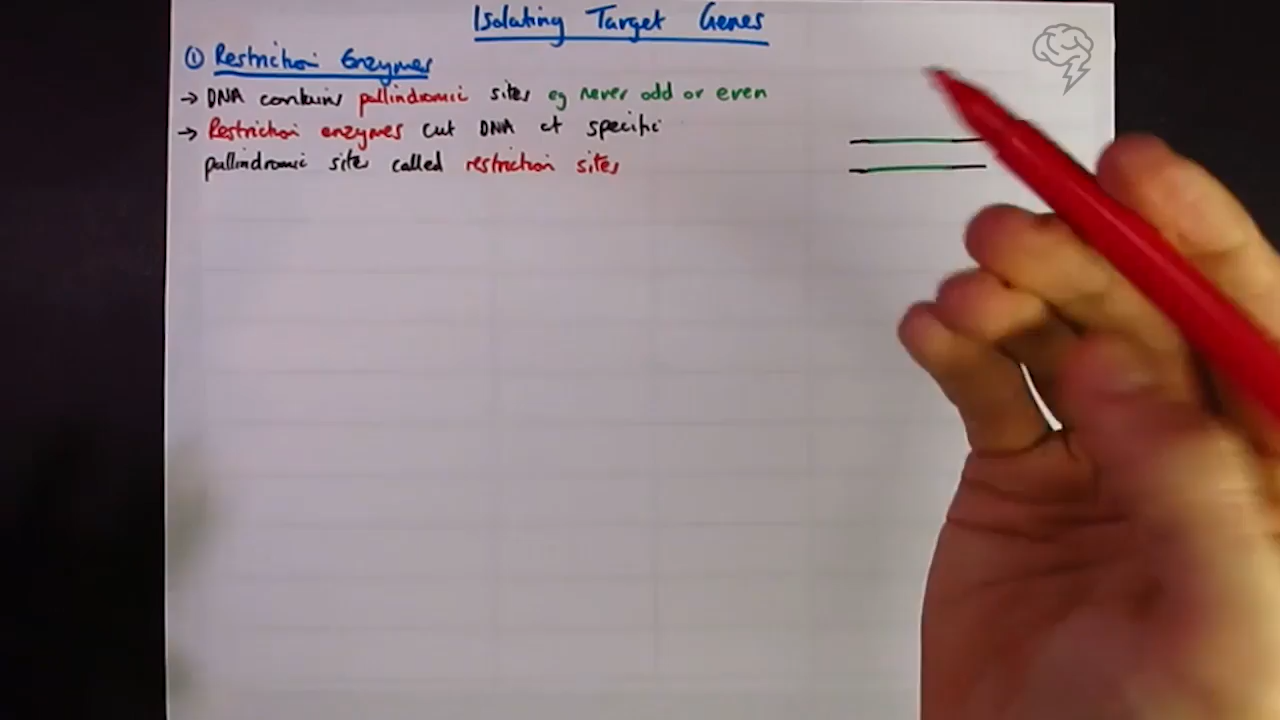 Isolating Target Genes
① Restriction Enzymes
→ DNA contains pallindromic sites eg never odd or even
→ Restriction enzymes cut DNA at specific
pallindromic sites called restriction sites